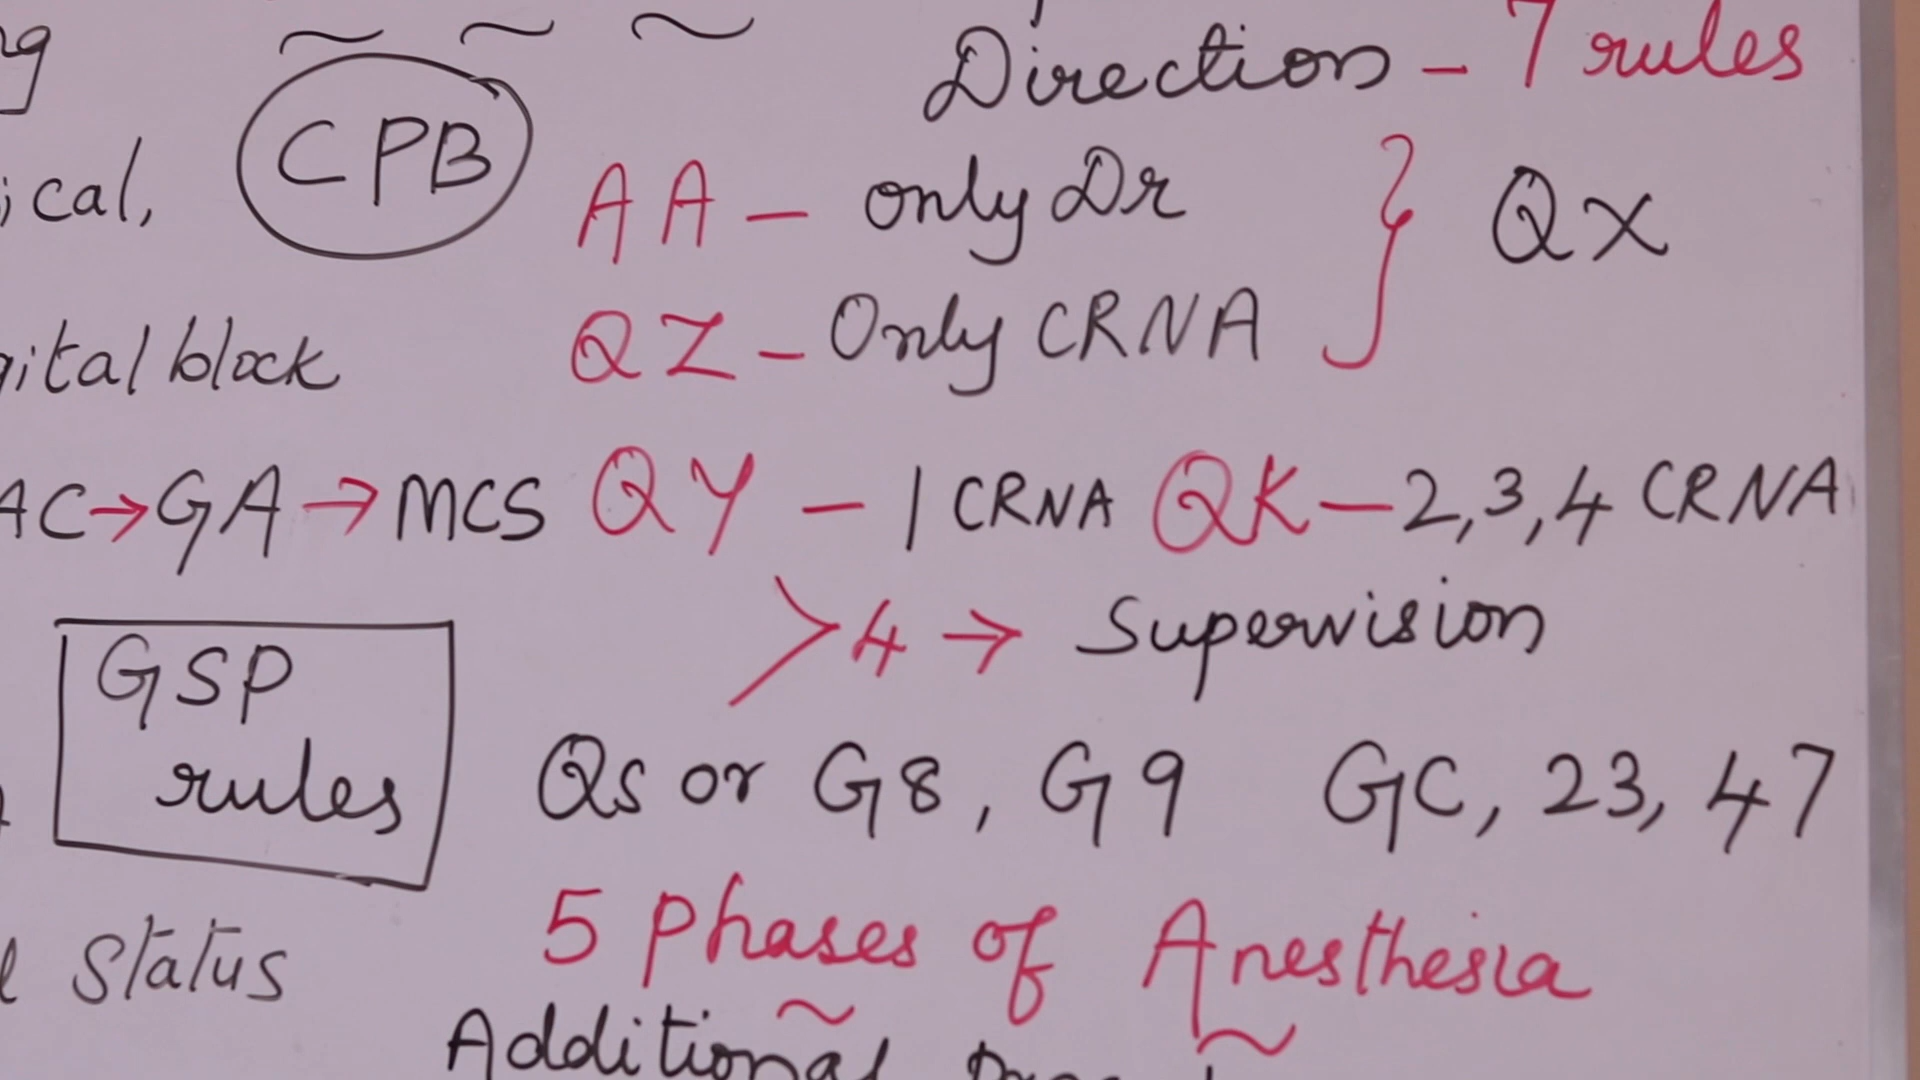 Direction - 7 rules
CPB
ical,
AA - only Dr
QX
QZ - Only CRNA
gital block
AC→GA→MCS
QY - 1 CRNA QK - 2,3,4 CRNA
>4 → Supervision
GSP
rules
Qs or G8, G9 GC, 23, 47
5 phases of Anesthesia
Status
Additional